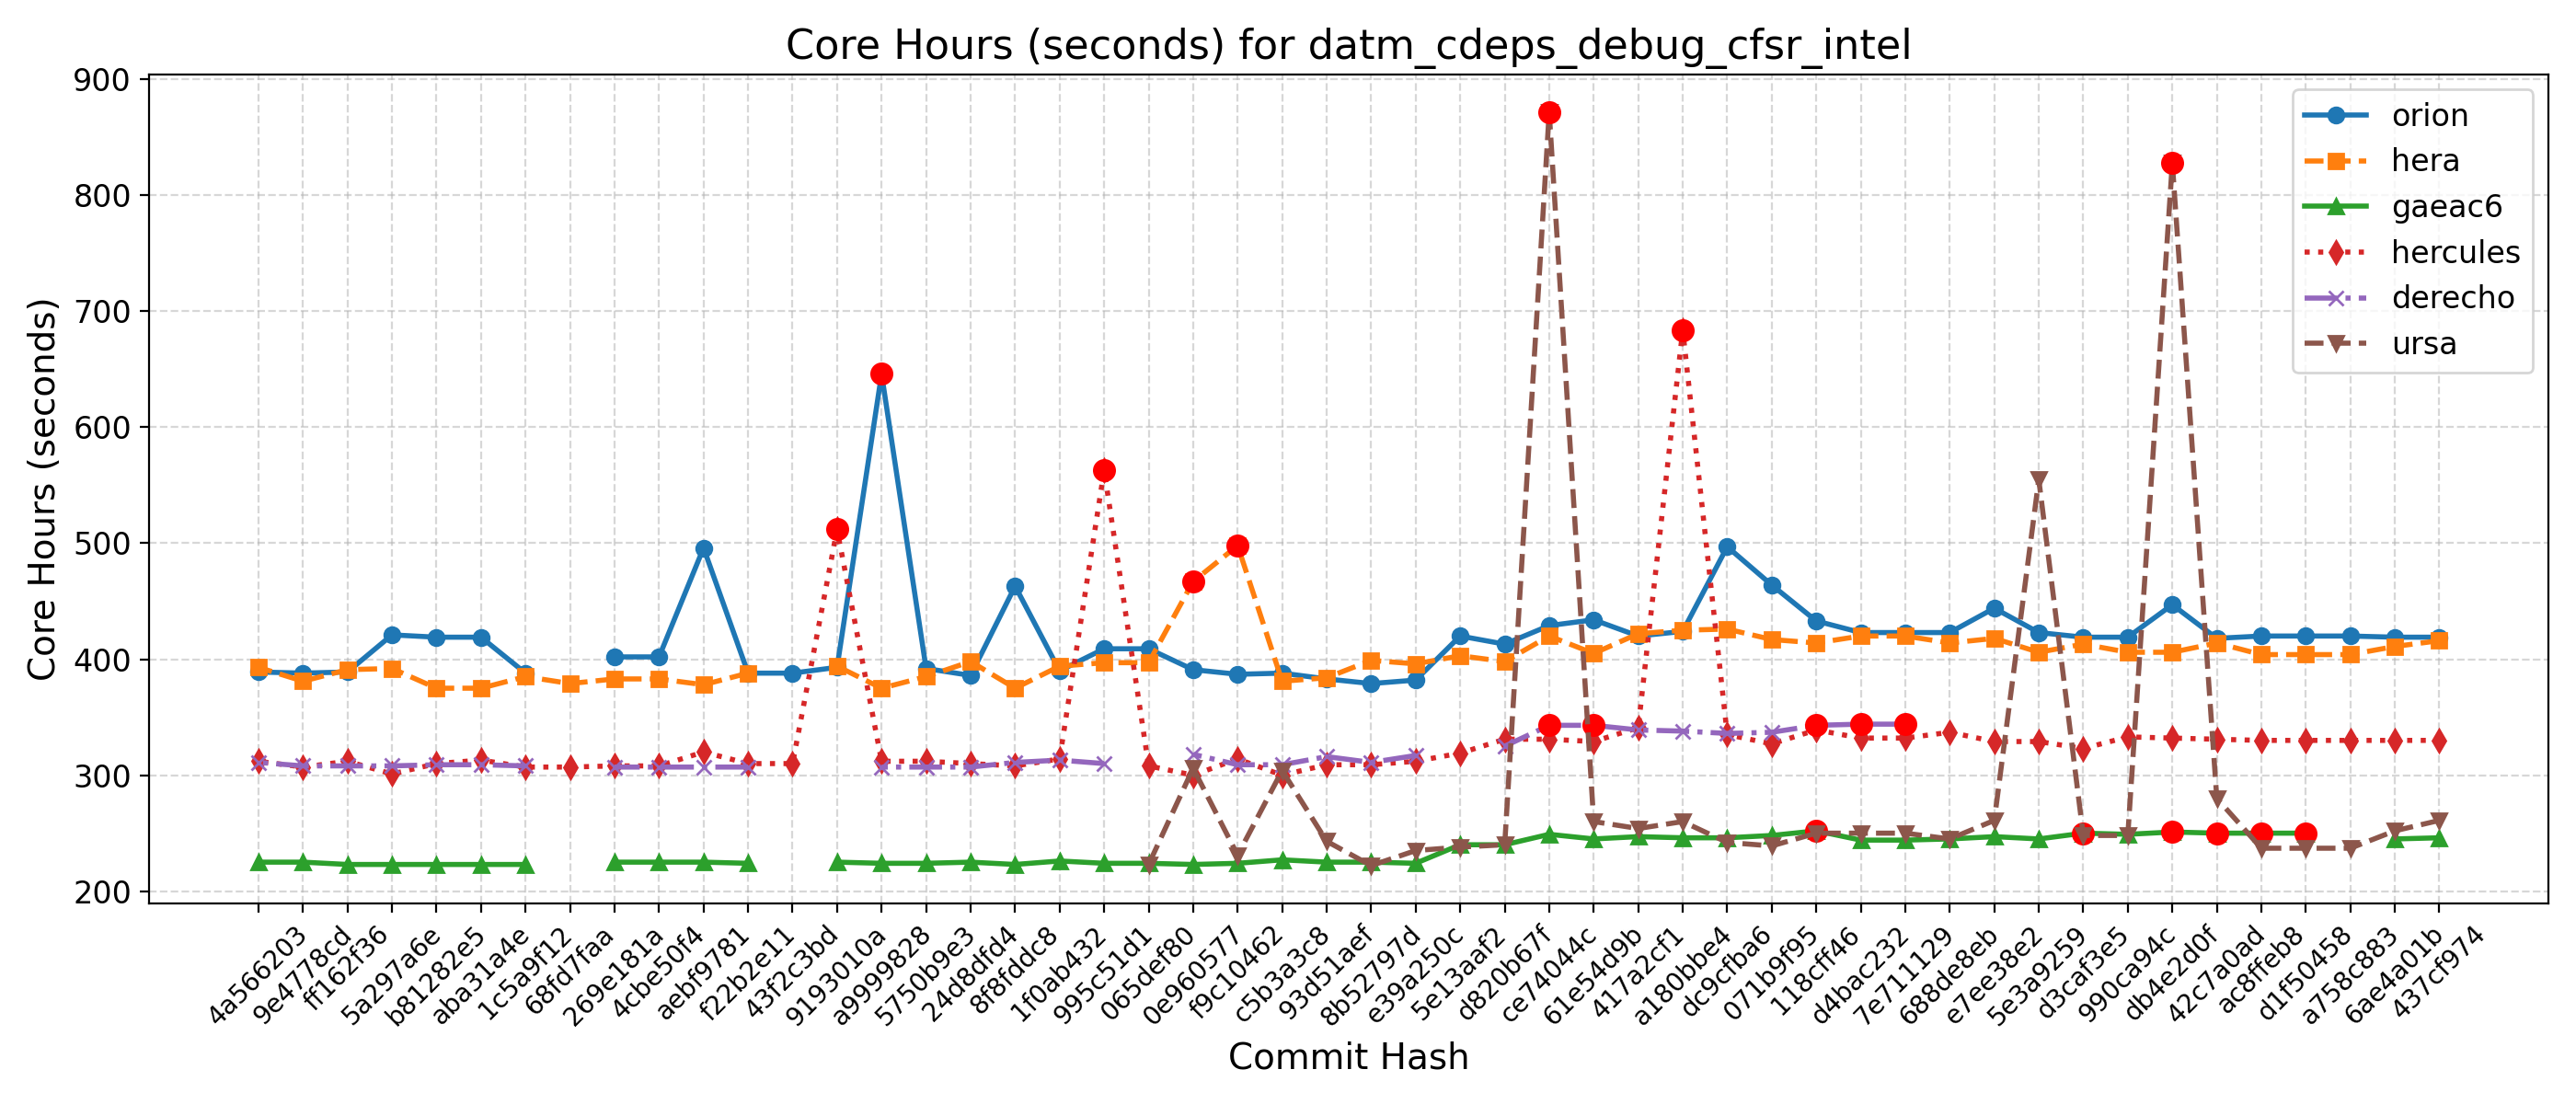 Core Hours (seconds) for datm_cdeps_debug_cfsr_intel
Core Hours (seconds)
900
800
700
600
500
400
300
200
orion
hera
gaeac6
hercules
derecho
ursa
4a566203
9e4778cd
ff162f36
5a297a6e
b81282e5
aba31a4e
1c5a9f12
68fd7faa
269e181a
4cbe50f4
aebf9781
f22b2e11
43f2c3bd
9193010a
a9999828
5750b9e3
24d8dfd4
8f8fddc8
1f0ab432
995c51d1
065def80
0e960577
f9c10462
c5b3a3c8
93d51aef
8b52797d
e39a250c
5e13aaf2
d820b67f
ce74044c
61e54d9b
417a2cf1
a180bbe4
dc9cfba6
071b9f95
118cff46
d4bac232
7e711129
688de8eb
e7ee38e2
5e3a9259
d3caf3e5
990ca94c
db4e2d0f
42c7a0ad
ac8ffeb8
d1f50458
a758c883
6ae4a01b
437cf974
Commit Hash